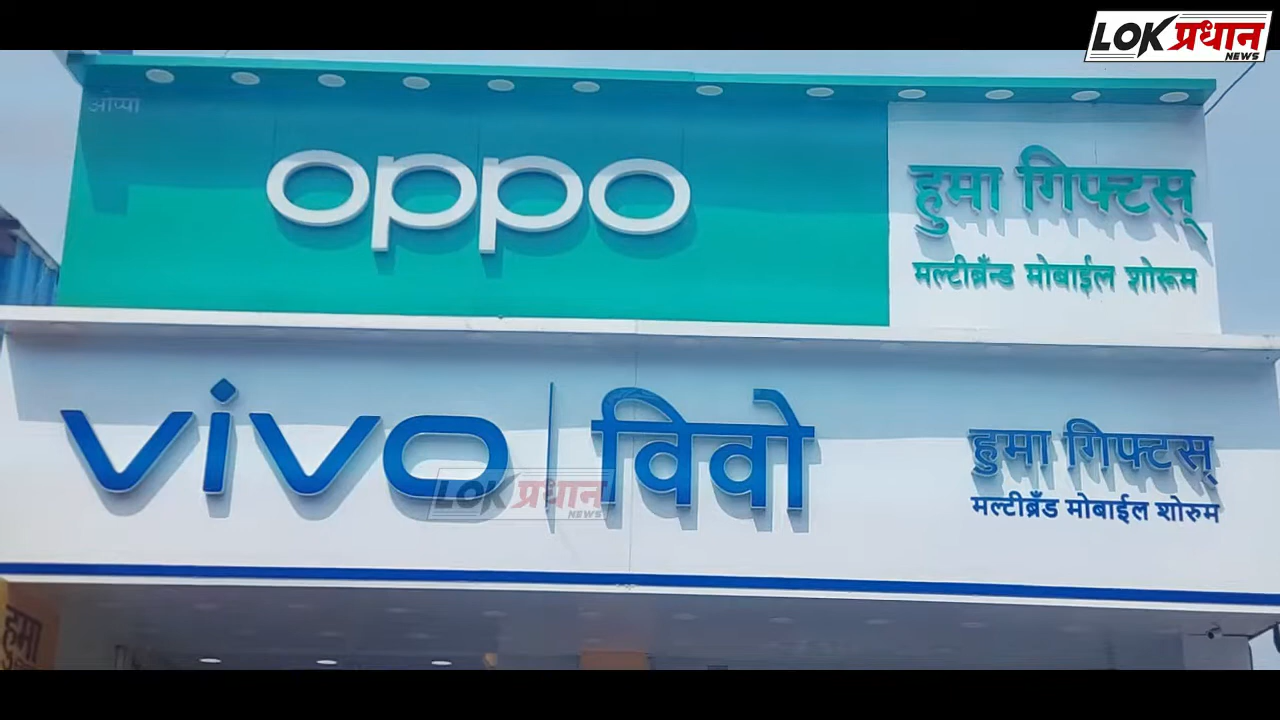 LOK प्रधान
NEWS
ओप्पो
oppo
हुमा गिफ्टस्
मल्टीब्रँन्ड मोबाईल शोरूम
vivo विवो
हुमा गिफ्टस्
मल्टीब्रँड मोबाईल शोरुम
LOK प्रधान
NEWS
हुमा